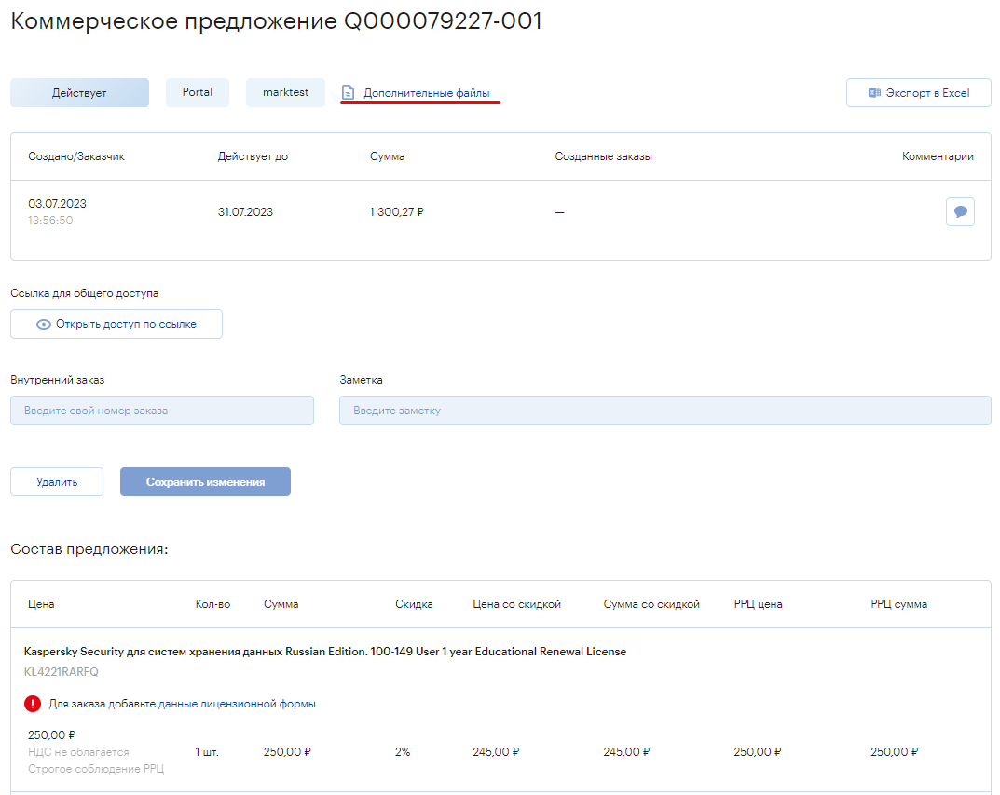 Коммерческое предложение Q000079227-001
Действует Portal marktest Дополнительные файлы Экспорт в Excel
Создано/Заказчик Действует до Сумма Созданные заказы Комментарии
03.07.2023
13:56:50 31.07.2023 1 300,27 ₽ —
Ссылка для общего доступа
Открыть доступ по ссылке
Внутренний заказ Заметка
Введите свой номер заказа Введите заметку
Удалить Сохранить изменения
Состав предложения:
Цена Кол-во Сумма Скидка Цена со скидкой Сумма со скидкой РРЦ цена РРЦ сумма
Kaspersky Security для систем хранения данных Russian Edition. 100-149 User 1 year Educational Renewal License
KL4221RARFQ
Для заказа добавьте данные лицензионной формы
250,00 ₽
НДС не облагается 1 шт. 250,00 ₽ 2% 245,00 ₽ 245,00 ₽ 250,00 ₽ 250,00 ₽
Строгое соблюдение РРЦ